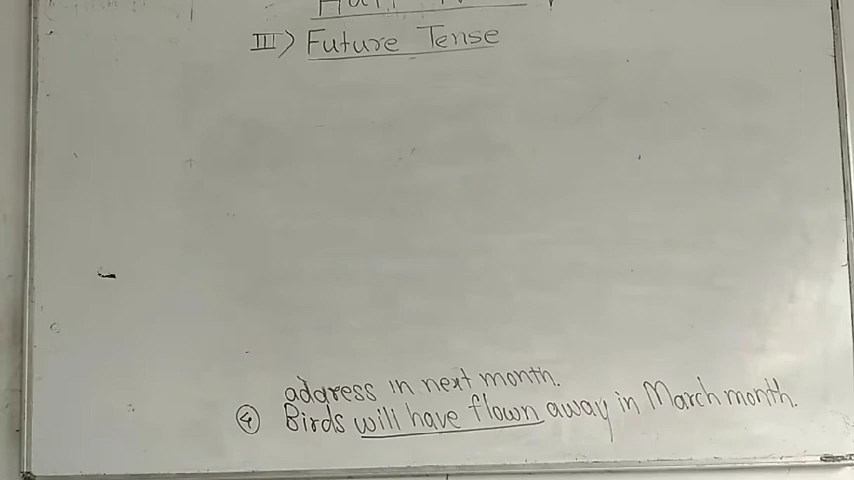 III) Future Tense
address in next month.
④ Birds will have flown away in March month.